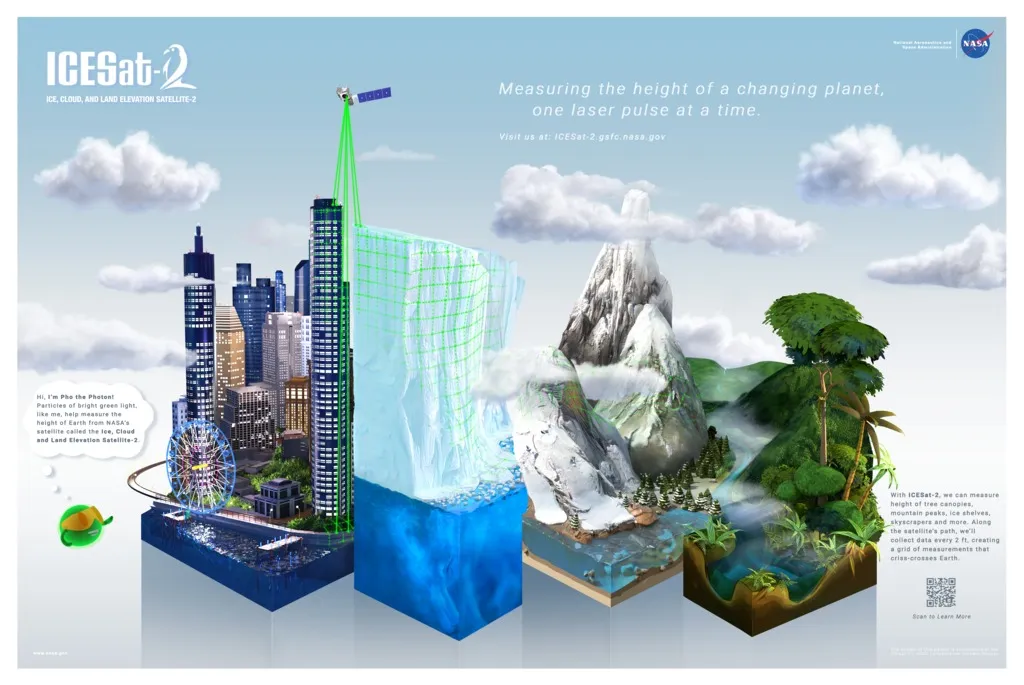 ICESat-2
ICE, CLOUD, AND LAND ELEVATION SATELLITE-2
National Aeronautics and
Space Administration
NASA
Measuring the height of a changing planet,
one laser pulse at a time.
Visit us at: ICESat-2.gsfc.nasa.gov
Hi, I'm Pho the Photon!
Particles of bright green light,
like me, help measure the
height of Earth from NASA's
satellite called the Ice, Cloud
and Land Elevation Satellite-2.
With ICESat-2, we can measure
height of tree canopies,
mountain peaks, ice shelves,
skyscrapers and more. Along
the satellite's path, we'll
collect data every 2 ft, creating
a grid of measurements that
criss-crosses Earth.
Scan to Learn More
www.nasa.gov